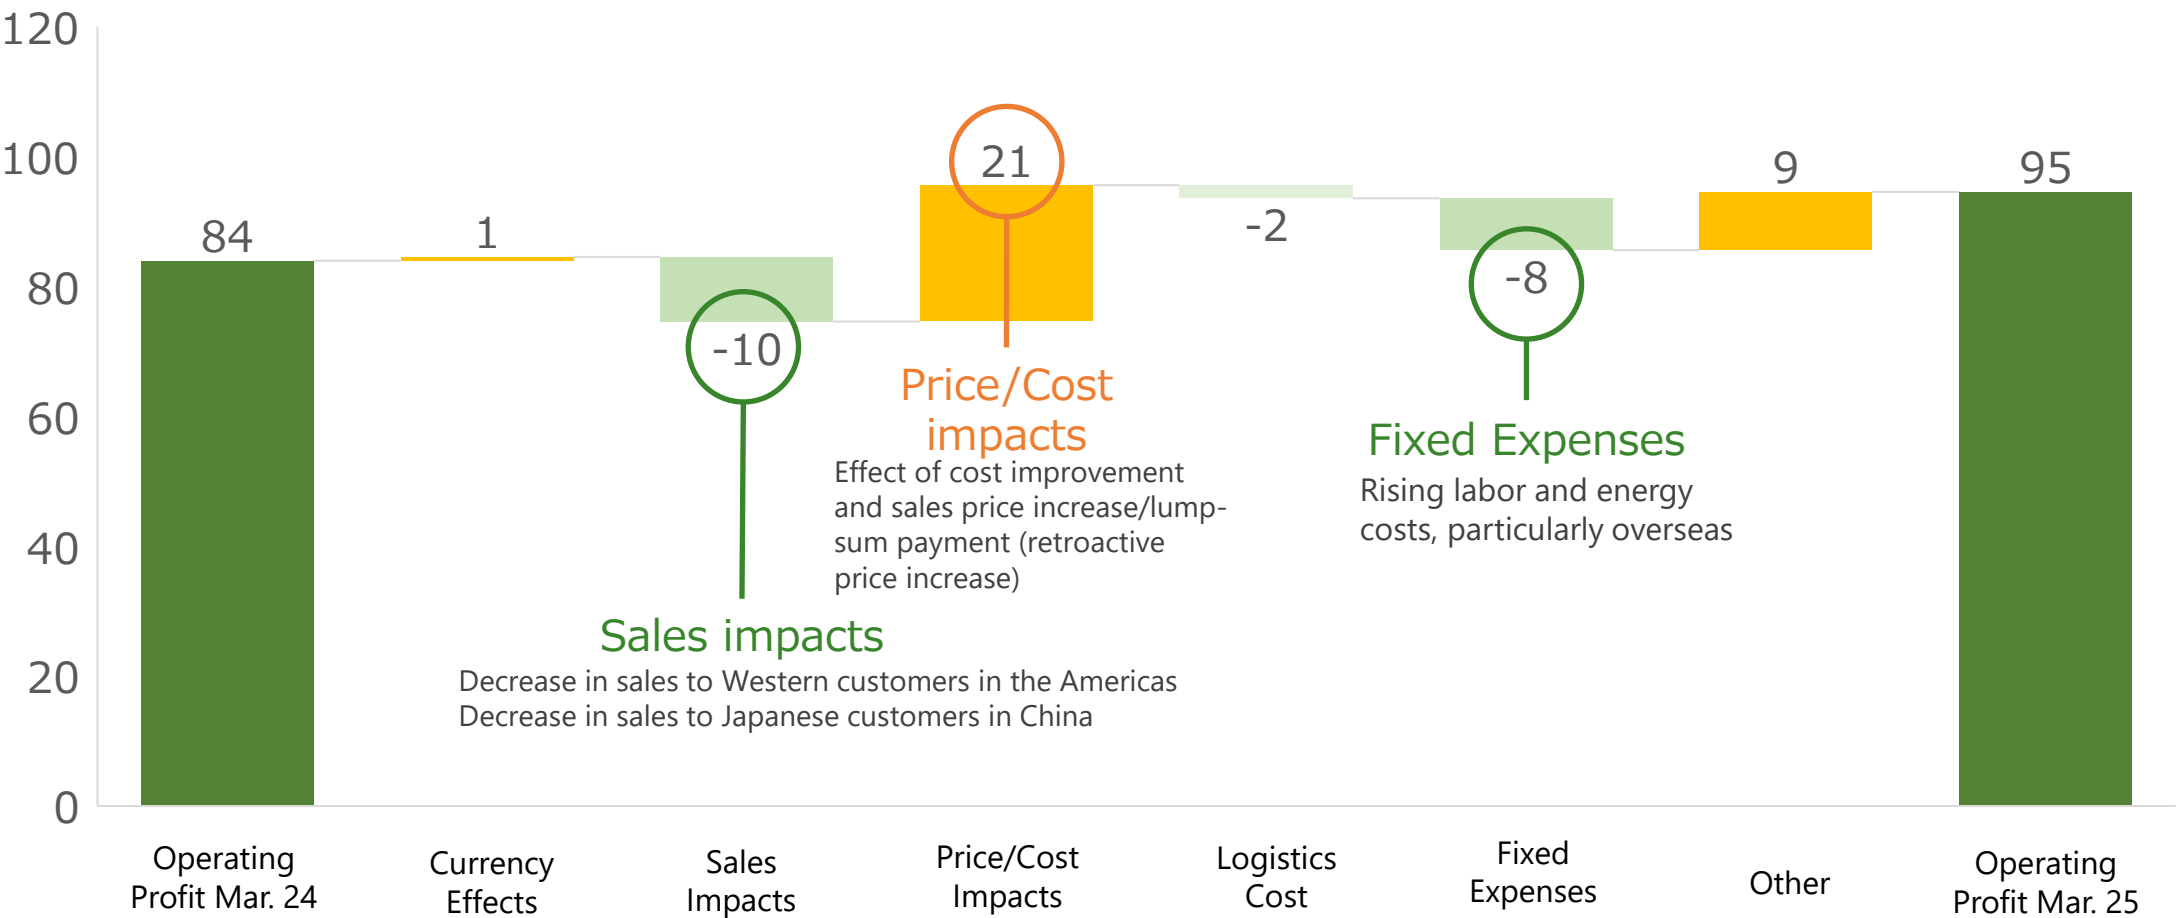 120
100
80
60
40
20
0
84
1
-10
21
-2
-8
9
95
Price/Cost
impacts
Effect of cost improvement
and sales price increase/lump-
sum payment (retroactive
price increase)
Fixed Expenses
Rising labor and energy
costs, particularly overseas
Sales impacts
Decrease in sales to Western customers in the Americas
Decrease in sales to Japanese customers in China
Operating
Profit Mar. 24
Currency
Effects
Sales
Impacts
Price/Cost
Impacts
Logistics
Cost
Fixed
Expenses
Other
Operating
Profit Mar. 25